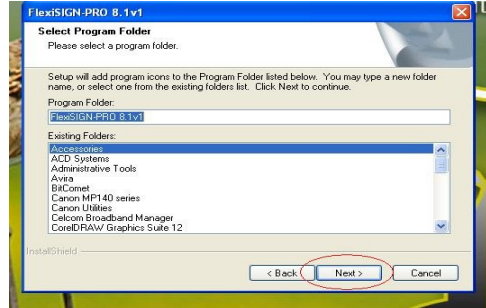 FlexiSIGN-PRO 8.1v1
Select Program Folder
Please select a program folder.
Setup will add program icons to the Program Folder listed below. You may type a new folder
name, or select one from the existing folders list. Click Next to continue.
Program Folder:
FlexiSIGN-PRO 8.1v1
Existing Folders:
Accessories
ACD Systems
Administrative Tools
Avira
BitComet
Canon MP140 series
Canon Utilities
Celcom Broadband Manager
CorelDRAW Graphics Suite 12
InstallShield
< Back Next > Cancel